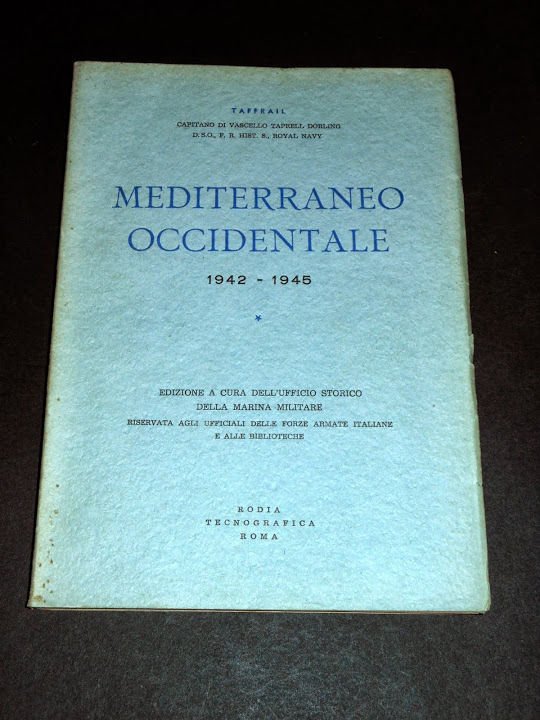 TAFFRAIL
CAPITANO DI VASCELLO TAPRELL DORLING
D. S. O., F. R. HIST. S., ROYAL NAVY
MEDITERRANEO
OCCIDENTALE
1942 - 1945
*
EDIZIONE A CURA DELL'UFFICIO STORICO
DELLA MARINA MILITARE
RISERVATA AGLI UFFICIALI DELLE FORZE ARMATE ITALIANE
E ALLE BIBLIOTECHE
RODIA
TECNOGRAFICA
ROMA